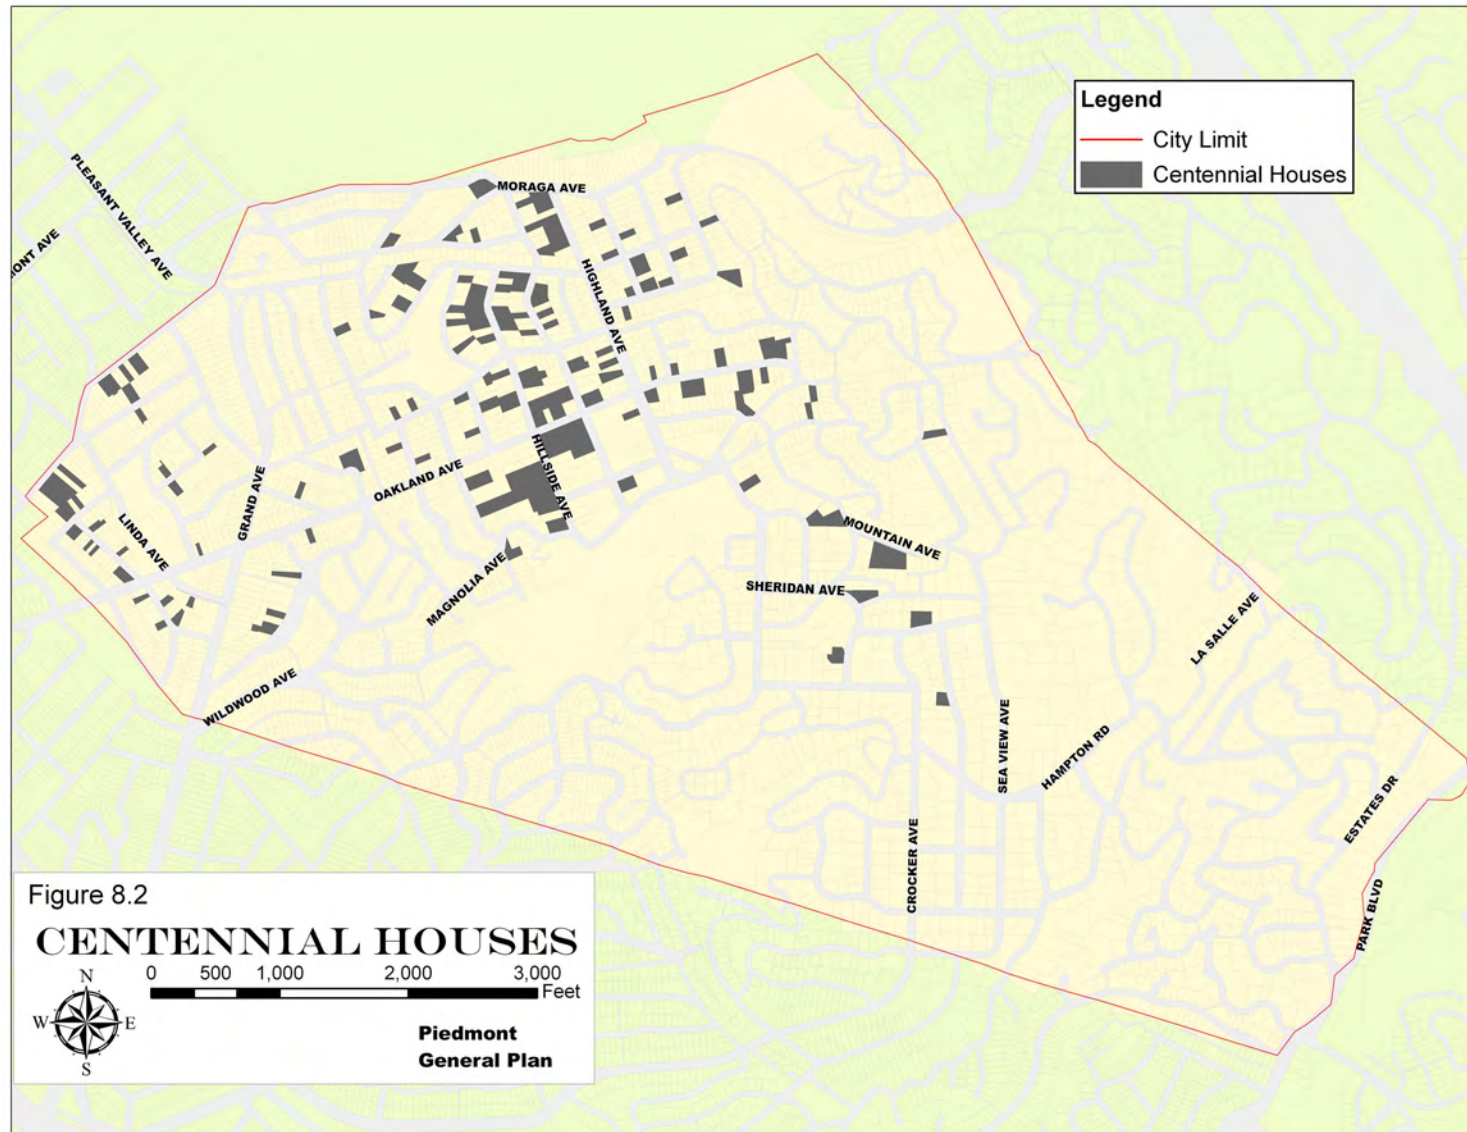 Legend
City Limit
Centennial Houses
PLEASANT VALLEY AVE
MONT AVE
MORAGA AVE
HIGHLAND AVE
HILLSIDE AVE
OAKLAND AVE
GRAND AVE
LINDA AVE
MAGNOLIA AVE
WILDWOOD AVE
MOUNTAIN AVE
SHERIDAN AVE
LA SALLE AVE
SEA VIEW AVE
HAMPTON RD
CROCKER AVE
ESTATES DR
PARK BLVD
Figure 8.2
CENTENNIAL HOUSES
N
W E
S
0 500 1,000 2,000 3,000
Feet
Piedmont
General Plan